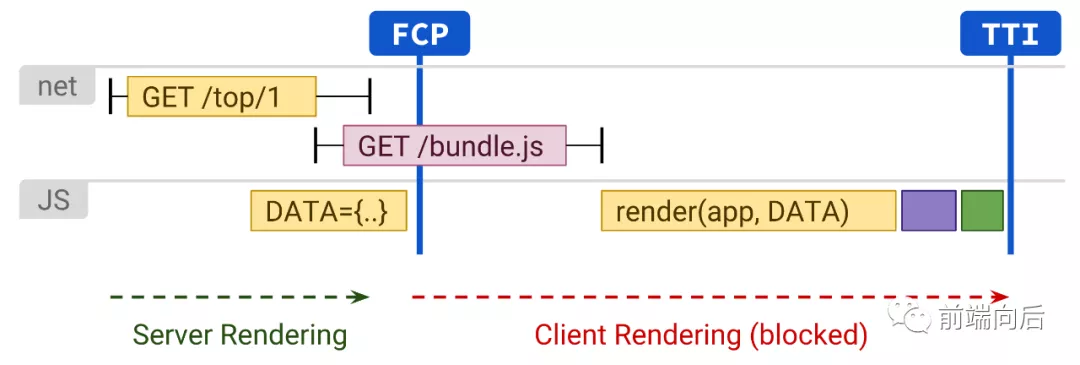 FCP
TTI
net
GET /top/1
GET /bundle.js
JS
DATA={..}
render(app, DATA)
Server Rendering
Client Rendering (blocked)
前端向后